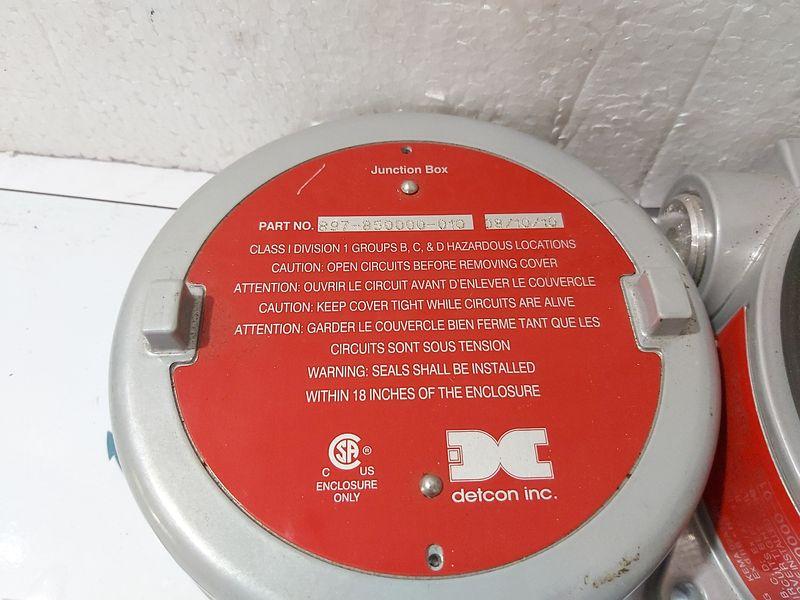 Junction Box
PART NO. 897-850000-010 08/10/10
CLASS I DIVISION 1 GROUPS B, C, & D HAZARDOUS LOCATIONS
CAUTION: OPEN CIRCUITS BEFORE REMOVING COVER
ATTENTION: OUVRIR LE CIRCUIT AVANT D'ENLEVER LE COUVERCLE
CAUTION: KEEP COVER TIGHT WHILE CIRCUITS ARE ALIVE
ATTENTION: GARDER LE COUVERCLE BIEN FERME TANT QUE LES
CIRCUITS SONT SOUS TENSION
WARNING: SEALS SHALL BE INSTALLED
WITHIN 18 INCHES OF THE ENCLOSURE
CSA ®
C US
ENCLOSURE
ONLY
detcon inc.
KEMA